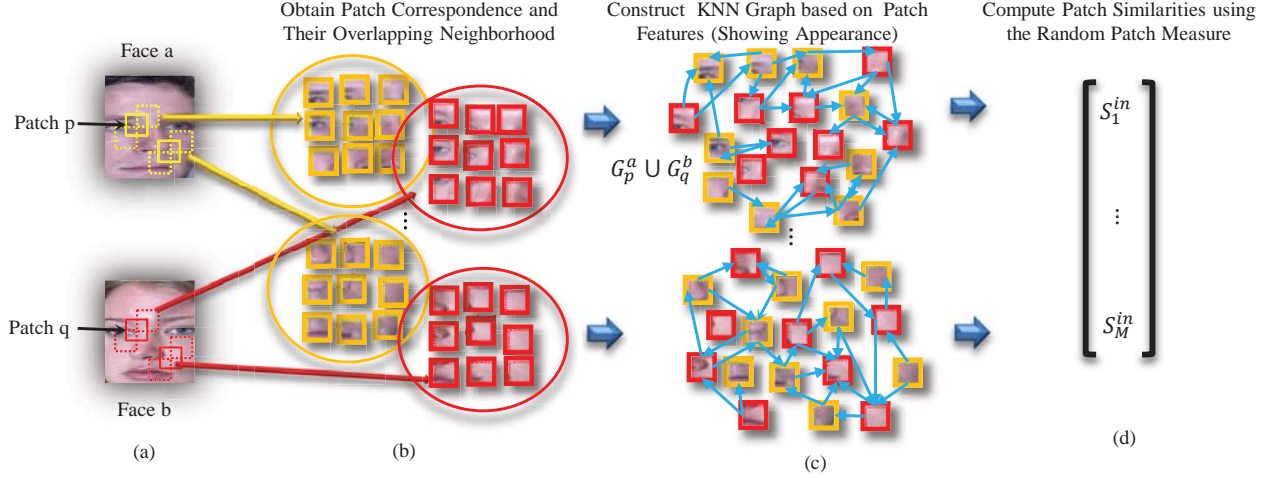 Obtain Patch Correspondence and
Their Overlapping Neighborhood
Construct KNN Graph based on Patch
Features (Showing Appearance)
Compute Patch Similarities using
the Random Patch Measure
Face a
Patch p
Patch q
Face b
...
G_p^a ∪ G_q^b
...
S_1^{in}
...
S_M^{in}
(a)
(b)
(c)
(d)